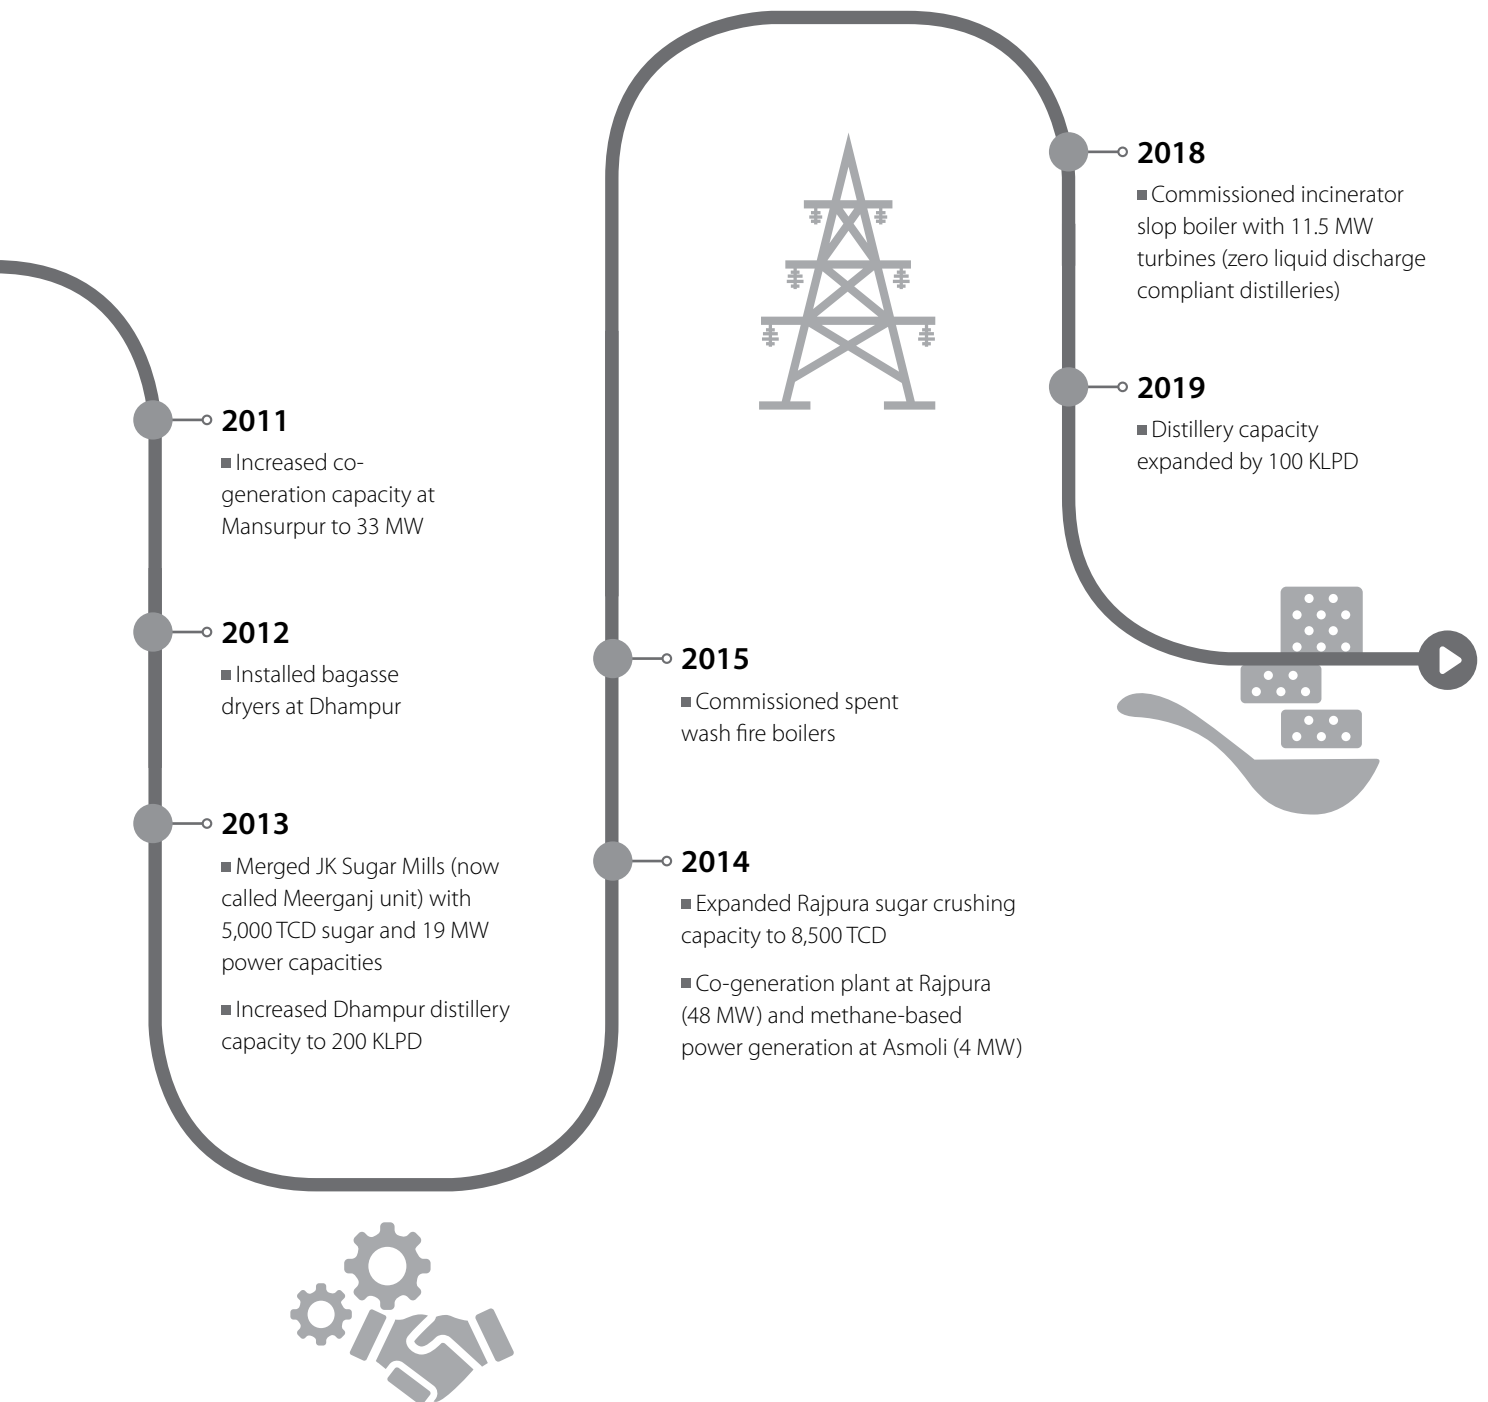 2011
■ Increased co-
generation capacity at
Mansurpur to 33 MW
2012
■ Installed bagasse
dryers at Dhampur
2013
■ Merged JK Sugar Mills (now
called Meerganj unit) with
5,000 TCD sugar and 19 MW
power capacities
■ Increased Dhampur distillery
capacity to 200 KLPD
2014
■ Expanded Rajpura sugar crushing
capacity to 8,500 TCD
■ Co-generation plant at Rajpura
(48 MW) and methane-based
power generation at Asmoli (4 MW)
2015
■ Commissioned spent
wash fire boilers
2018
■ Commissioned incinerator
slop boiler with 11.5 MW
turbines (zero liquid discharge
compliant distilleries)
2019
■ Distillery capacity
expanded by 100 KLPD